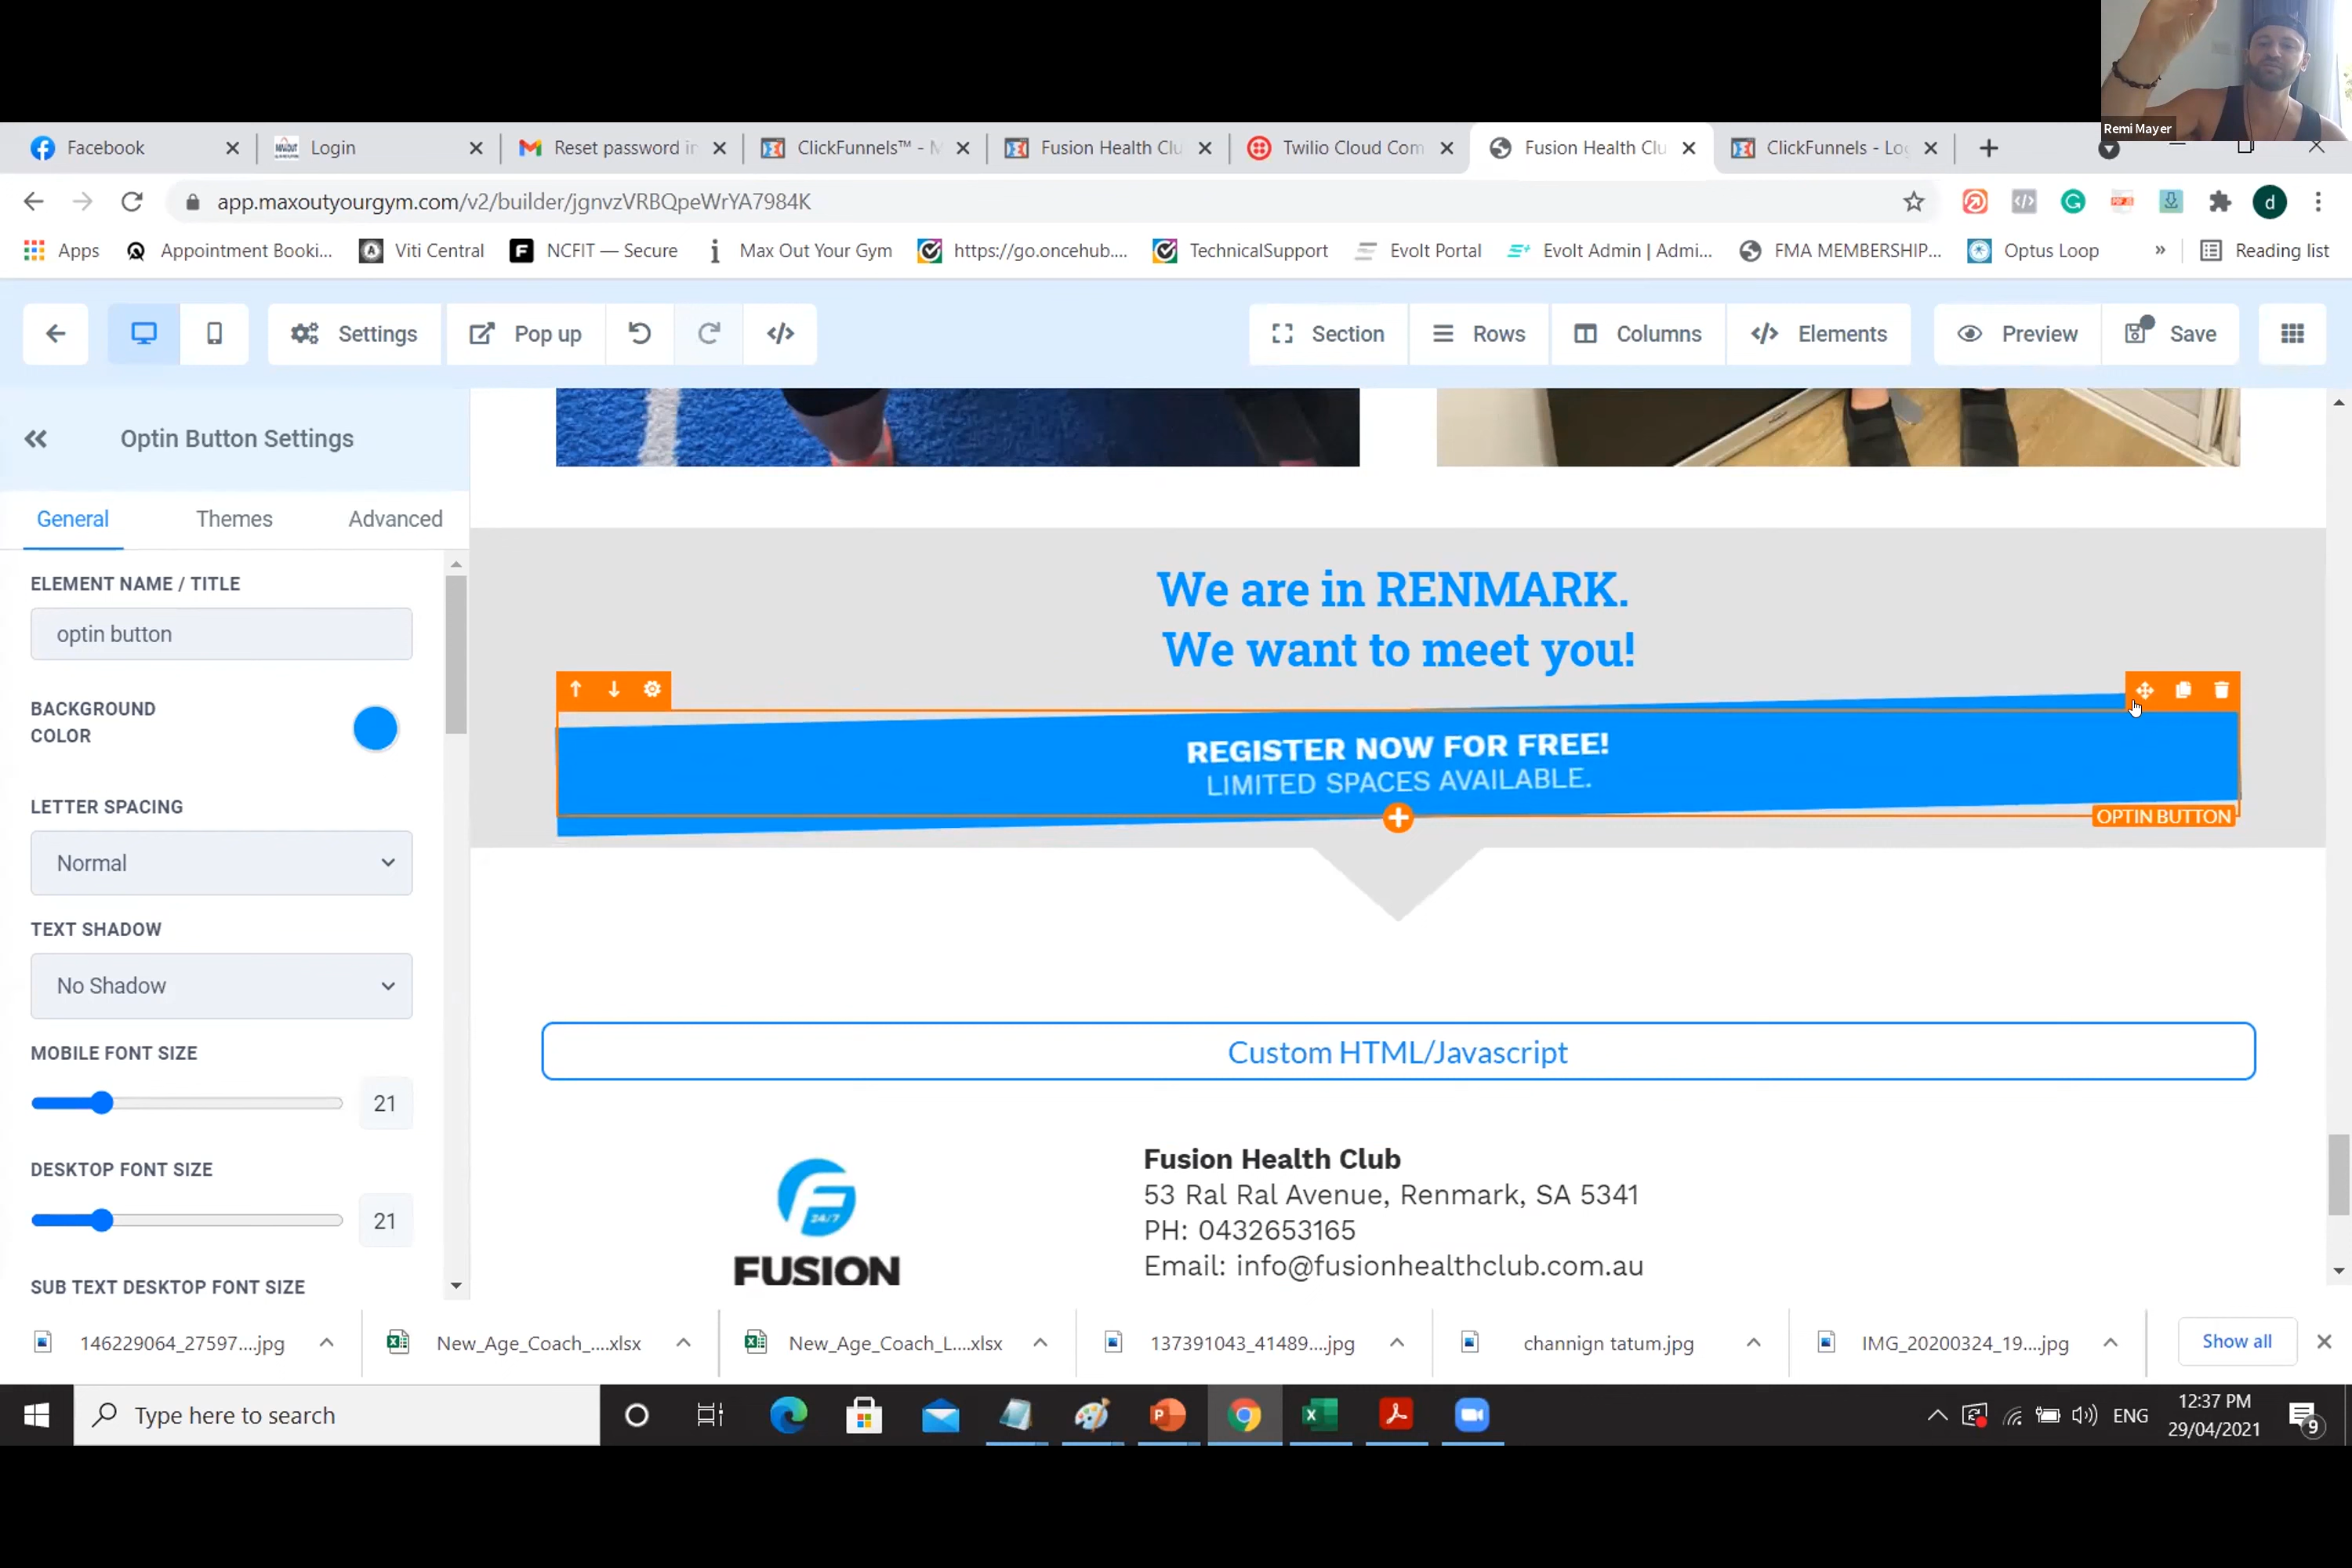 Remi Mayer
Facebook
Login
Reset password in
ClickFunnels™ - M
Fusion Health Clu
Twilio Cloud Com
Fusion Health Clu
ClickFunnels - Log
app.maxoutyourgym.com/v2/builder/jgnvzVRBQpeWrYA7984K
d
Apps
Appointment Booki...
Viti Central
NCFIT — Secure
Max Out Your Gym
https://go.oncehub....
TechnicalSupport
Evolt Portal
Evolt Admin | Admi...
FMA MEMBERSHIP...
Optus Loop
»
Reading list
Settings
Pop up
Section
Rows
Columns
Elements
Preview
Save
Optin Button Settings
General
Themes
Advanced
ELEMENT NAME / TITLE
optin button
BACKGROUND
COLOR
LETTER SPACING
Normal
TEXT SHADOW
No Shadow
MOBILE FONT SIZE
21
DESKTOP FONT SIZE
21
SUB TEXT DESKTOP FONT SIZE
We are in RENMARK.
We want to meet you!
REGISTER NOW FOR FREE!
LIMITED SPACES AVAILABLE.
OPTIN BUTTON
Custom HTML/Javascript
24/7
FUSION
Fusion Health Club
53 Ral Ral Avenue, Renmark, SA 5341
PH: 0432653165
Email: info@fusionhealthclub.com.au
146229064_27597....jpg
New_Age_Coach_....xlsx
New_Age_Coach_L....xlsx
137391043_41489....jpg
channign tatum.jpg
IMG_20200324_19....jpg
Show all
Type here to search
ENG
12:37 PM
29/04/2021
9